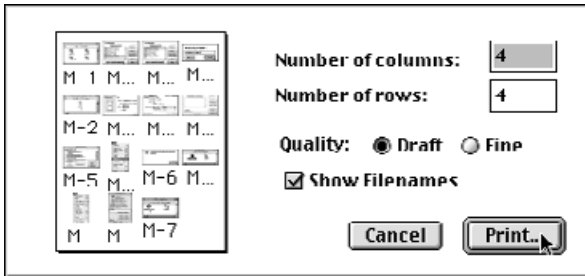 Number of columns: 4
Number of rows: 4
Quality: Draft Fine
Show Filenames
Cancel Print...
M 1 M... M... M...
M-2 M... M... M...
M-5 M... M-6 M...
M M M-7